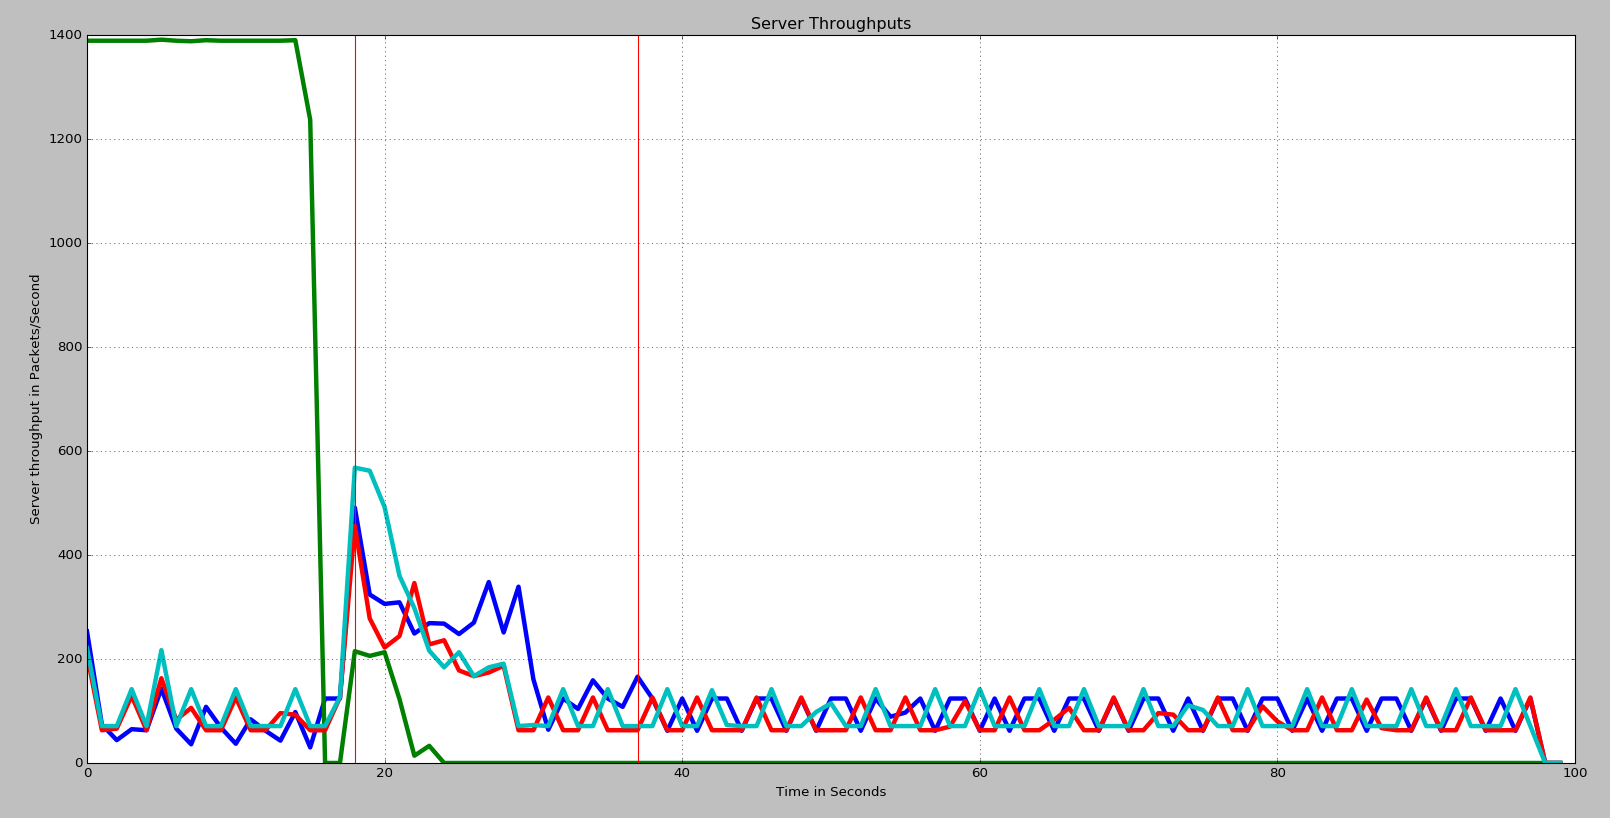 Server Throughputs
1400
1200
1000
800
600
400
200
0
Server throughput in Packets/Second
0 20 40 60 80 100
Time in Seconds